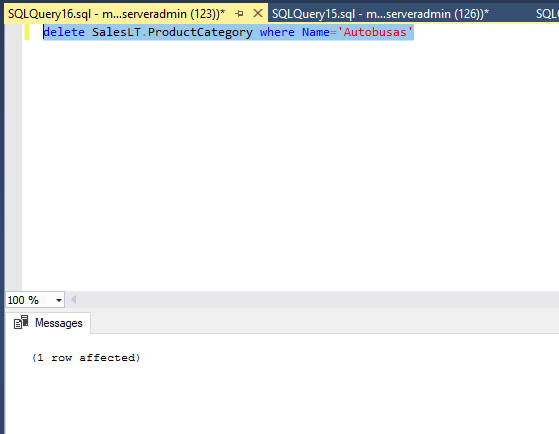 SQLQuery16.sql - m...serveradmin (123))* SQLQuery15.sql - m...serveradmin (126))* SQL
delete SalesLT.ProductCategory where Name='Autobusas'
100 %
Messages
(1 row affected)